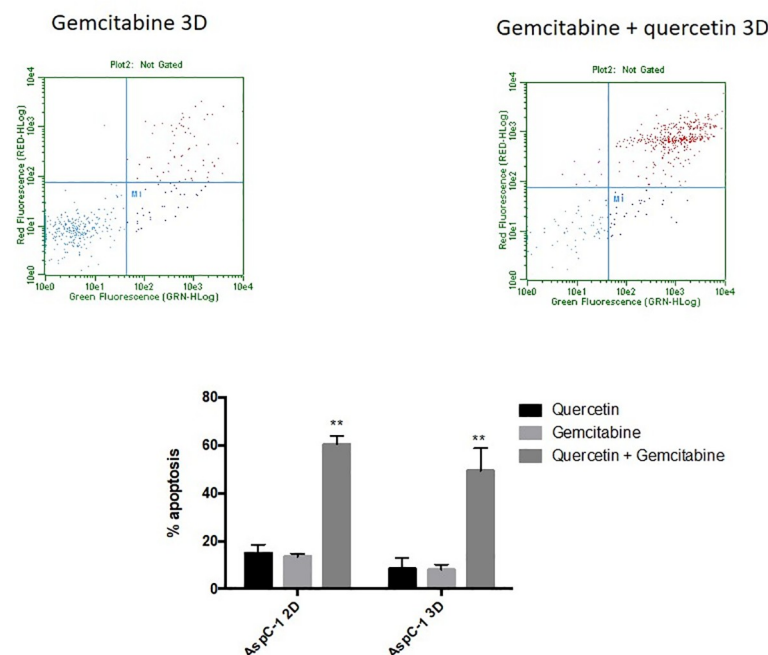 Gemcitabine 3D
Plot2: Not Gated
Red Fluorescence (RED-HLog)
10e4
10e3
10e2
10e1
10e0
Mi
10e0 10e1 10e2 10e3 10e4
Green Fluorescence (GRN-HLog)
Gemcitabine + quercetin 3D
Plot2: Not Gated
Red Fluorescence (RED-HLog)
10e4
10e3
10e2
10e1
10e0
Mi
10e0 10e1 10e2 10e3 10e4
Green Fluorescence (GRN-HLog)
% apoptosis
80
60
40
20
0
**
**
AspC-1 2D
AspC-1 3D
Quercetin
Gemcitabine
Quercetin + Gemcitabine